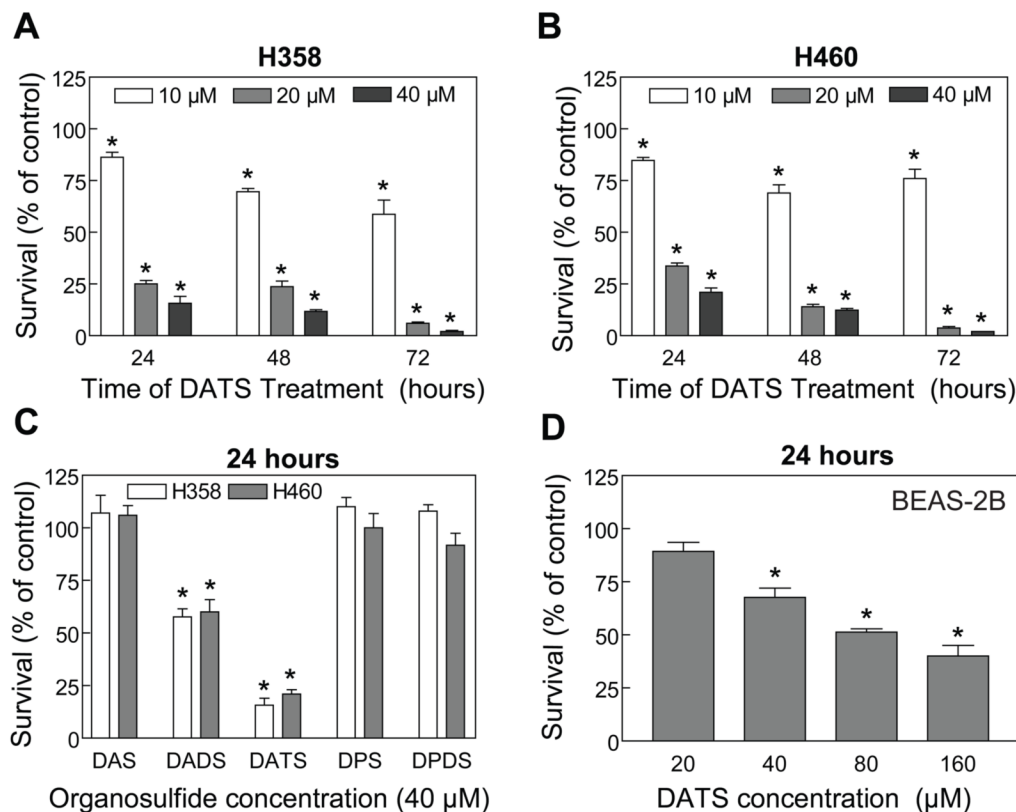 A
H358
125
100
75
50
25
0
Survival (% of control)
10 µM 20 µM 40 µM
* * *
* * *
* * *
24 48 72
Time of DATS Treatment (hours)
B
H460
125
100
75
50
25
0
Survival (% of control)
10 µM 20 µM 40 µM
* * *
* * *
* * *
24 48 72
Time of DATS Treatment (hours)
C
24 hours
125
100
75
50
25
0
Survival (% of control)
H358 H460
* *
* *
DAS DADS DATS DPS DPDS
Organosulfide concentration (40 µM)
D
24 hours
125
100
75
50
25
0
Survival (% of control)
BEAS-2B
* * *
20 40 80 160
DATS concentration (µM)